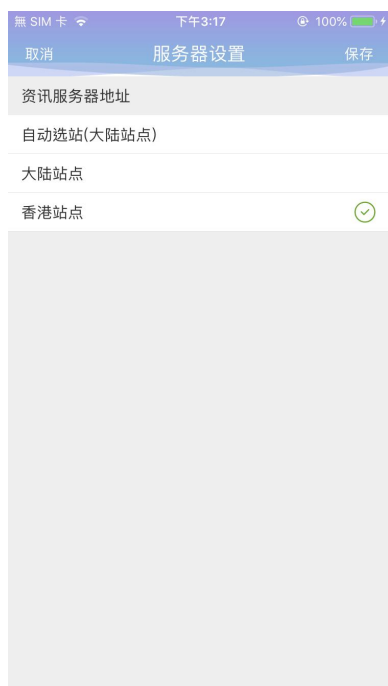 無 SIM 卡 下午3:17 100%
取消 服务器设置 保存
资讯服务器地址
自动选站(大陆站点)
大陆站点
香港站点